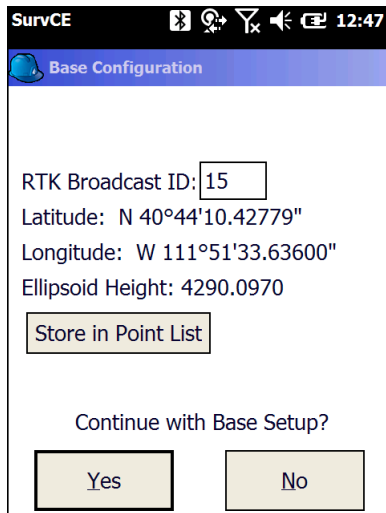 SurvCE 12:47
Base Configuration
RTK Broadcast ID: 15
Latitude: N 40°44'10.42779"
Longitude: W 111°51'33.63600"
Ellipsoid Height: 4290.0970
Store in Point List
Continue with Base Setup?
Yes No